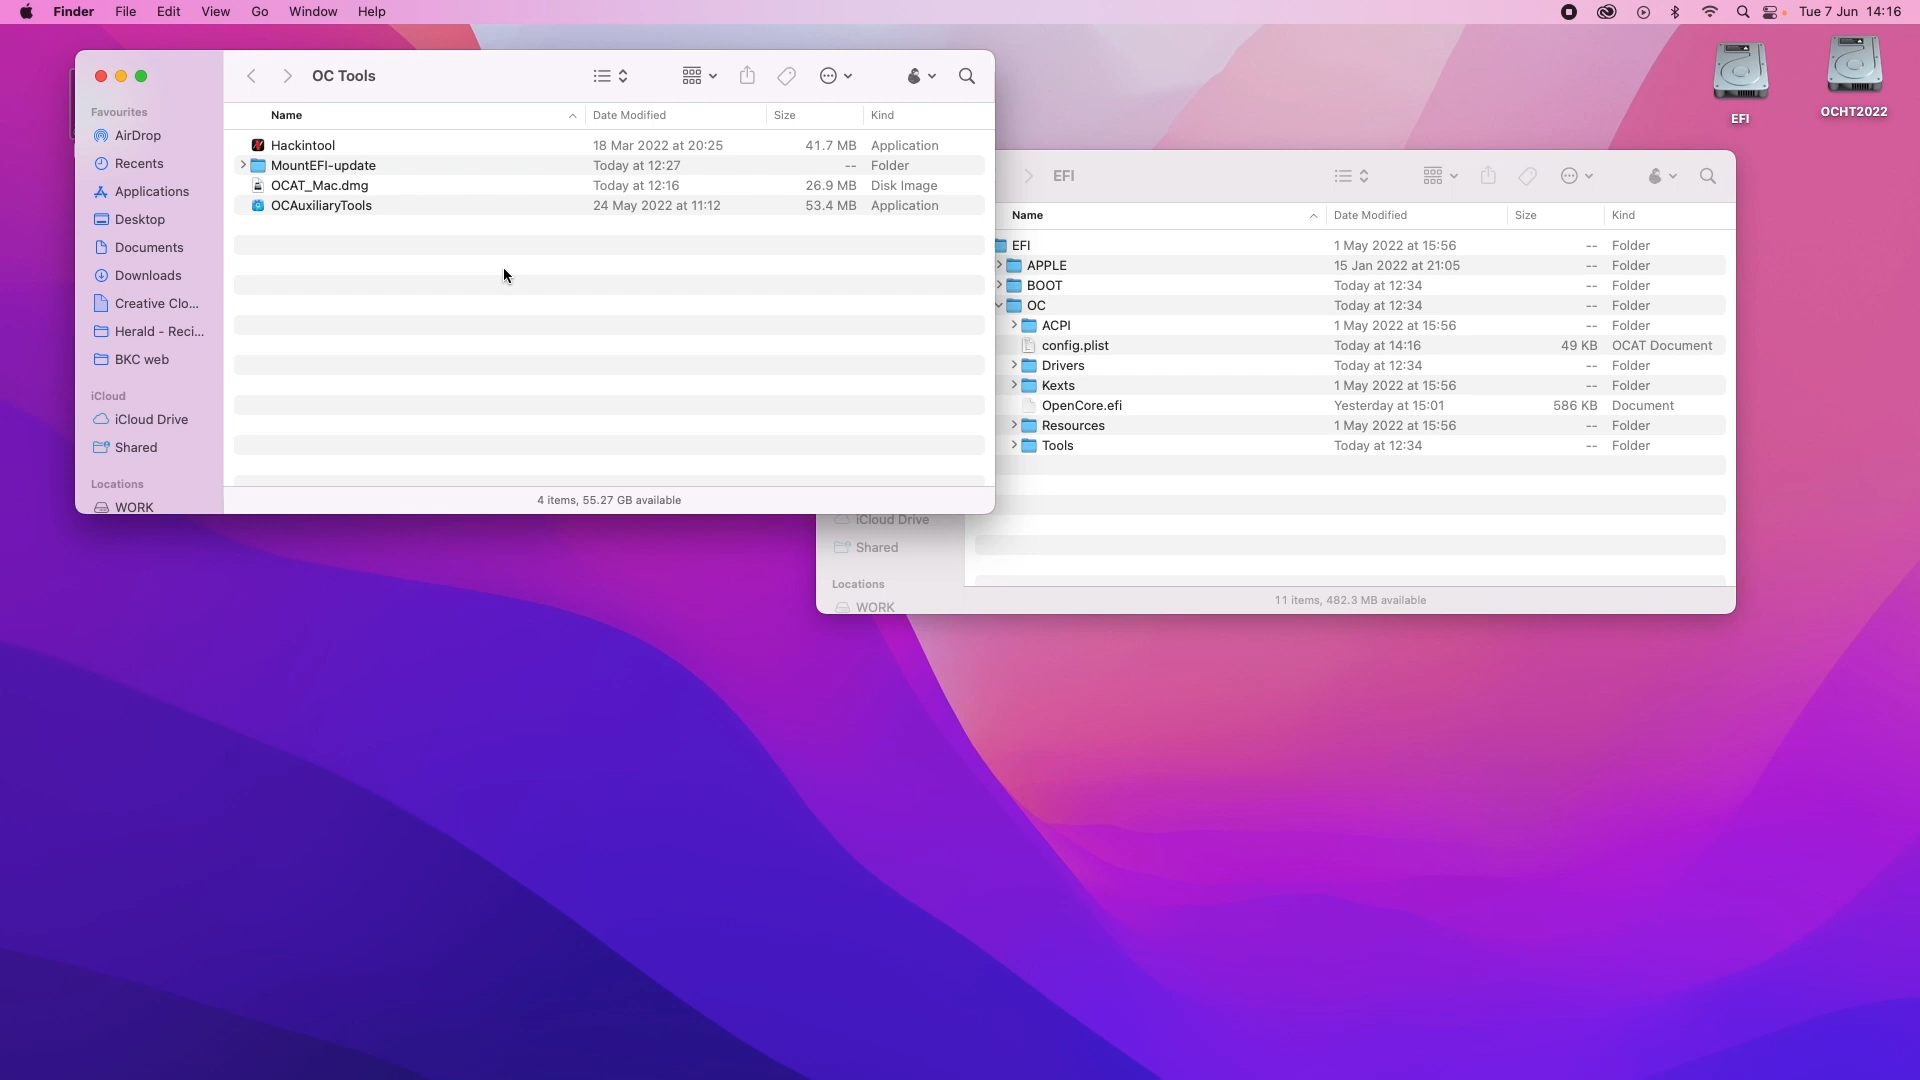 Finder File Edit View Go Window Help
Tue 7 Jun 14:16
EFI
OCHT2022
OC Tools
Favourites
AirDrop
Recents
Applications
Desktop
Documents
Downloads
Creative Clo...
Herald - Reci...
BKC web
iCloud
iCloud Drive
Shared
Locations
WORK
Name Date Modified Size Kind
Hackintool 18 Mar 2022 at 20:25 41.7 MB Application
MountEFI-update Today at 12:27 -- Folder
OCAT_Mac.dmg Today at 12:16 26.9 MB Disk Image
OCAuxiliaryTools 24 May 2022 at 11:12 53.4 MB Application
4 items, 55.27 GB available
EFI
Name Date Modified Size Kind
EFI 1 May 2022 at 15:56 -- Folder
APPLE 15 Jan 2022 at 21:05 -- Folder
BOOT Today at 12:34 -- Folder
OC Today at 12:34 -- Folder
ACPI 1 May 2022 at 15:56 -- Folder
config.plist Today at 14:16 49 KB OCAT Document
Drivers Today at 12:34 -- Folder
Kexts 1 May 2022 at 15:56 -- Folder
OpenCore.efi Yesterday at 15:01 586 KB Document
Resources 1 May 2022 at 15:56 -- Folder
Tools Today at 12:34 -- Folder
iCloud Drive
Shared
Locations
WORK
11 items, 482.3 MB available